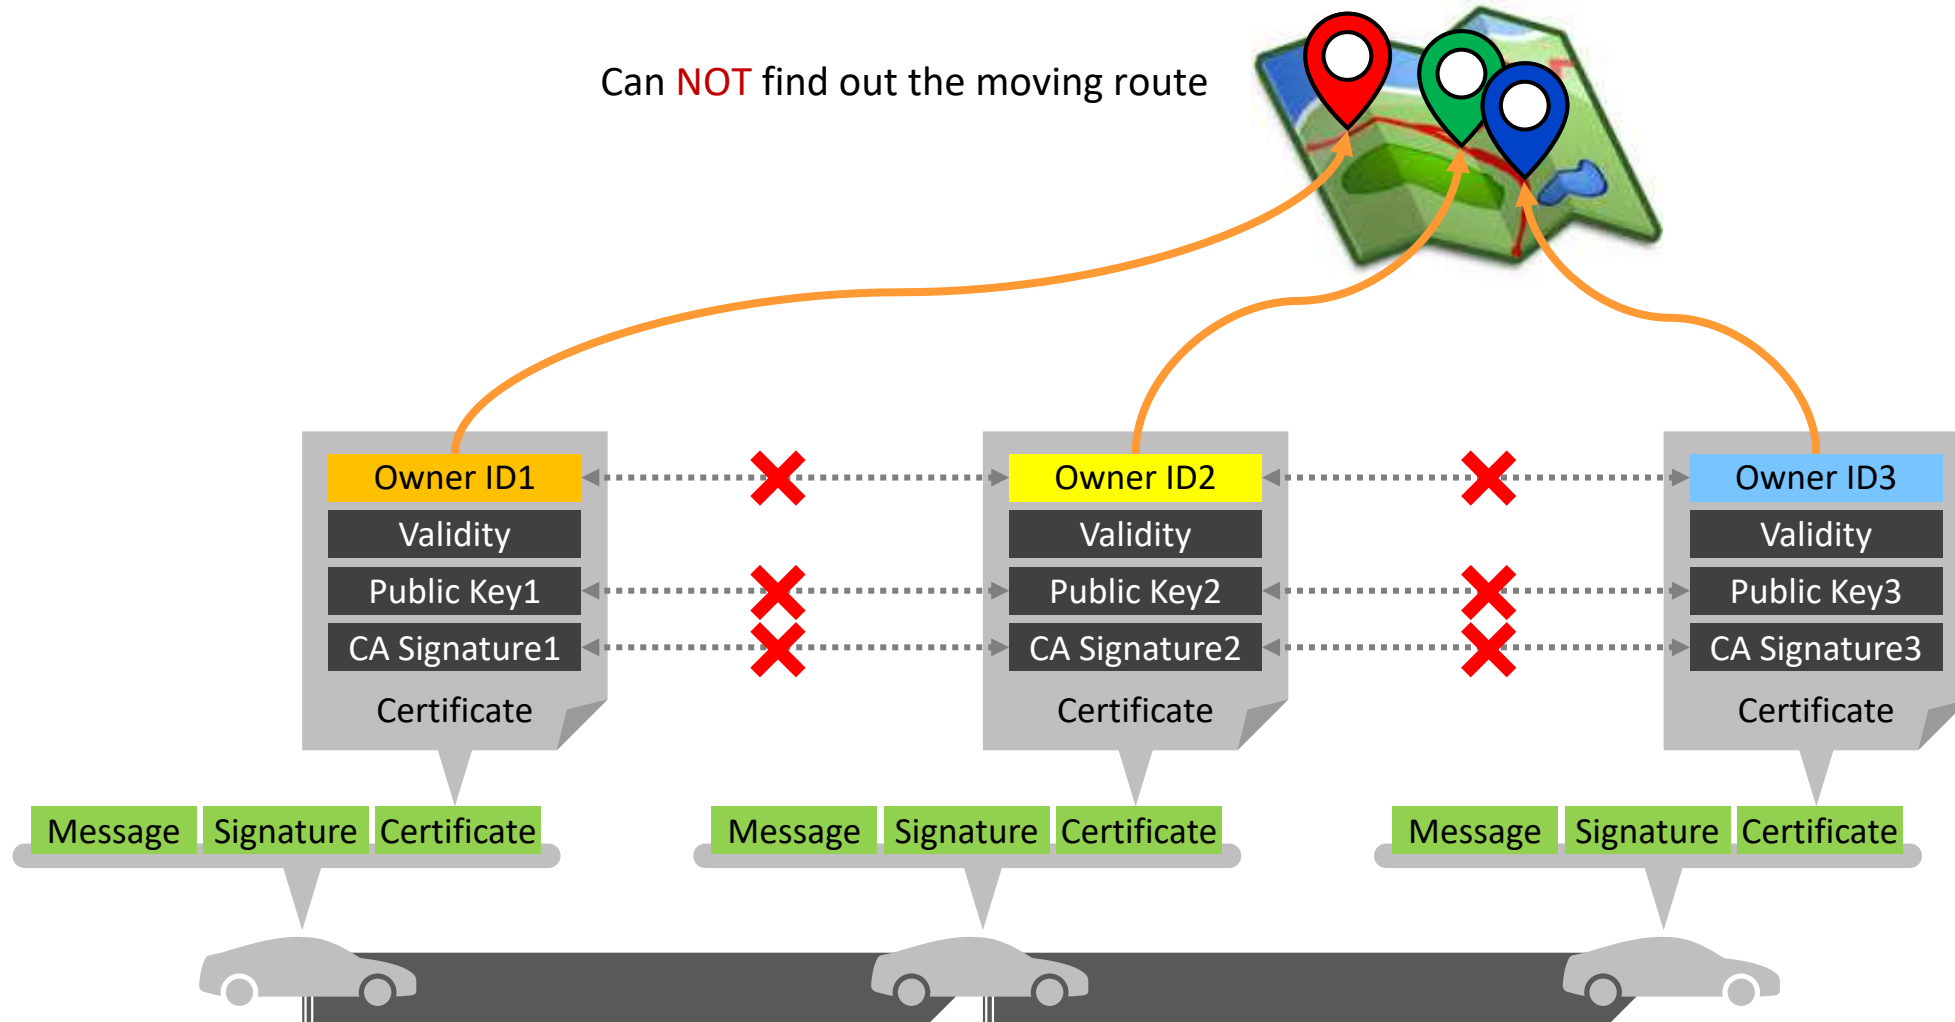 Can NOT find out the moving route
Owner ID1
Validity
Public Key1
CA Signature1
Certificate
Owner ID2
Validity
Public Key2
CA Signature2
Certificate
Owner ID3
Validity
Public Key3
CA Signature3
Certificate
Message Signature Certificate
Message Signature Certificate
Message Signature Certificate